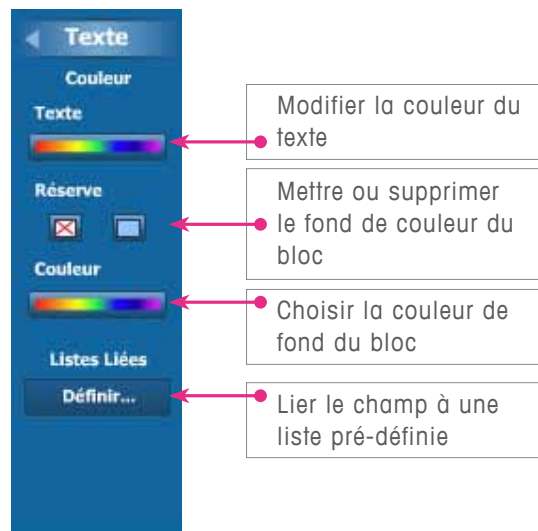 Texte
Couleur
Texte
Modifier la couleur du
texte
Réserve
Mettre ou supprimer
le fond de couleur du
bloc
Couleur
Choisir la couleur de
fond du bloc
Listes Liées
Définir...
Lier le champ à une
liste pré-définie